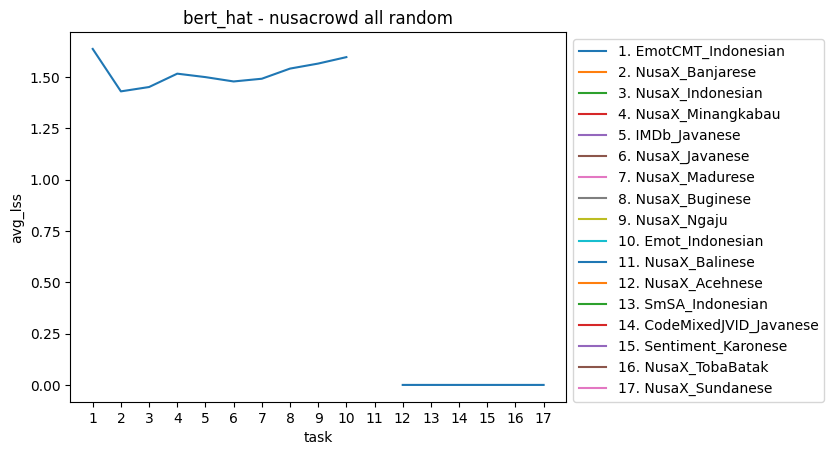 bert_hat - nusacrowd all random
avg_lss
1.50
1.25
1.00
0.75
0.50
0.25
0.00
1 2 3 4 5 6 7 8 9 10 11 12 13 14 15 16 17
task
1. EmotCMT_Indonesian
2. NusaX_Banjarese
3. NusaX_Indonesian
4. NusaX_Minangkabau
5. IMDb_Javanese
6. NusaX_Javanese
7. NusaX_Madurese
8. NusaX_Buginese
9. NusaX_Ngaju
10. Emot_Indonesian
11. NusaX_Balinese
12. NusaX_Acehnese
13. SmSA_Indonesian
14. CodeMixedJVID_Javanese
15. Sentiment_Karonese
16. NusaX_TobaBatak
17. NusaX_Sundanese